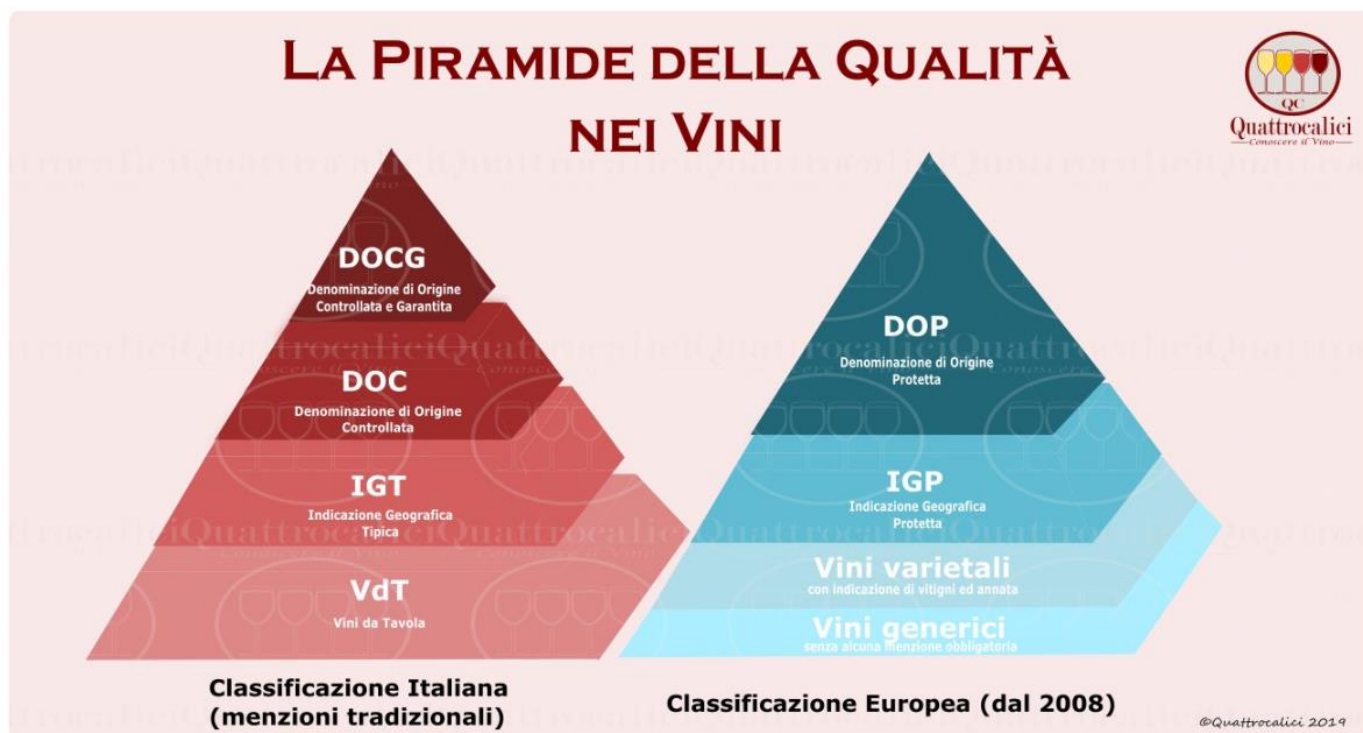 LA PIRAMIDE DELLA QUALITÀ
NEI VINI
QC
Quattrocalici
Conoscere il Vino
DOCG
Denominazione di Origine
Controllata e Garantita
DOC
Denominazione di Origine
Controllata
IGT
Indicazione Geografica
Tipica
VdT
Vini da Tavola
Classificazione Italiana
(menzioni tradizionali)
DOP
Denominazione di Origine
Protetta
IGP
Indicazione Geografica
Protetta
Vini varietali
con indicazione di vitigni ed annata
Vini generici
senza alcuna menzione obbligatoria
Classificazione Europea (dal 2008)
©Quattrocalici 2019